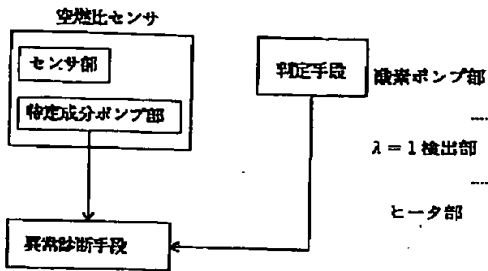 空燃比センサ
センサ部
特定成分ポンプ部
判定手段
酸素ポンプ部
λ=1検出部
ヒータ部
異常診断手段